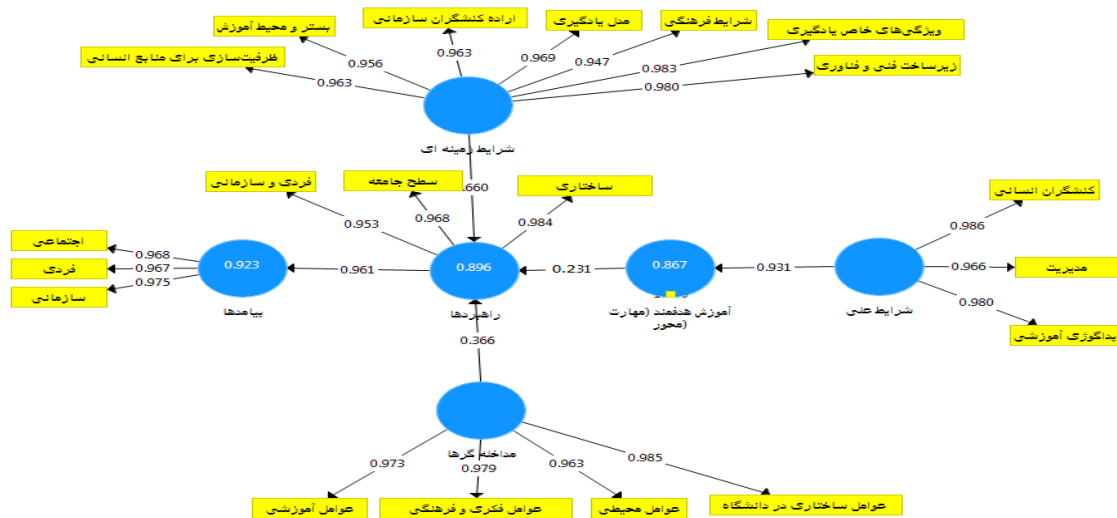 اراده کنشگران سازمانی
مدل یادگیری
شرایط فرهنگی
بستر و محیط آموزش
ویژگی‌های خاص یادگیری
ظرفیت‌سازی برای منابع انسانی
زیرساخت فنی و فناوری
0.963
0.956
0.963
0.969
0.947
0.983
0.980
شرایط زمینه ای
.660
فردی و سازمانی
سطح جامعه
ساختاری
0.953
0.968
0.984
کنشگران انسانی
0.986
مدیریت
0.966
پداگوژی آموزشی
0.980
شرایط علی
0.931
0.867
آموزش هدفمند (مهارت
محور)
0.231
0.896
راهبردها
0.961
0.923
پیامدها
اجتماعی
0.968
فردی
0.967
سازمانی
0.975
0.366
مداخله گرها
0.973
0.979
0.963
0.985
عوامل ساختاری در دانشگاه
عوامل محیطی
عوامل فکری و فرهنگی
عوامل آموزشی